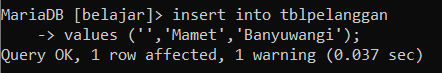 MariaDB [belajar]> insert into tblpelanggan
    -> values ('','Mamet','Banyuwangi');
Query OK, 1 row affected, 1 warning (0.037 sec)